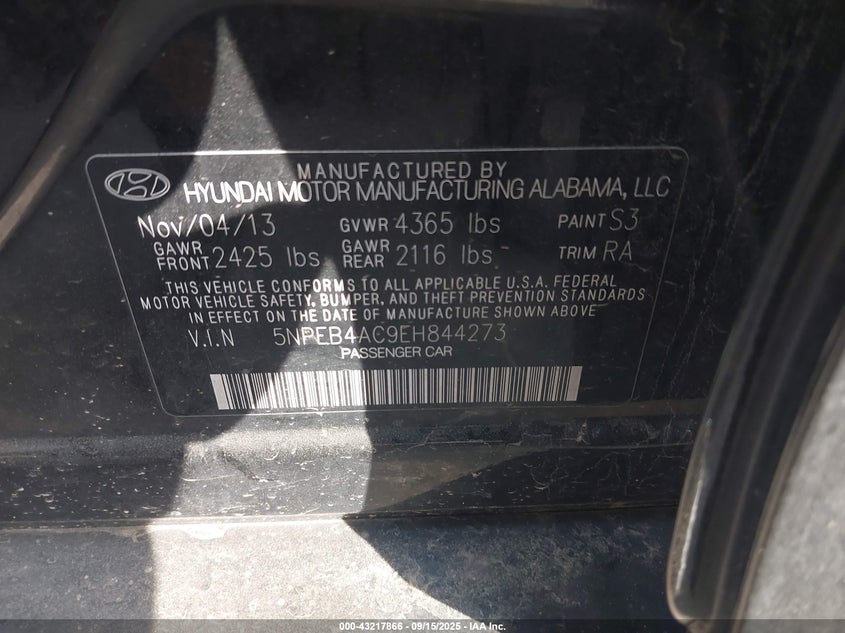 MANUFACTURED BY
HYUNDAI MOTOR MANUFACTURING ALABAMA, LLC
Nov/04/13 GVWR 4365 lbs PAINT S3
GAWR FRONT 2425 lbs GAWR REAR 2116 lbs TRIM RA
THIS VEHICLE CONFORMS TO ALL APPLICABLE U.S.A. FEDERAL
MOTOR VEHICLE SAFETY, BUMPER, AND THEFT PREVENTION STANDARDS
IN EFFECT ON THE DATE OF MANUFACTURE SHOWN ABOVE
V.I.N 5NPEB4AC9EH844273
PASSENGER CAR
000-43217866 - 09/15/2025 - IAA Inc.